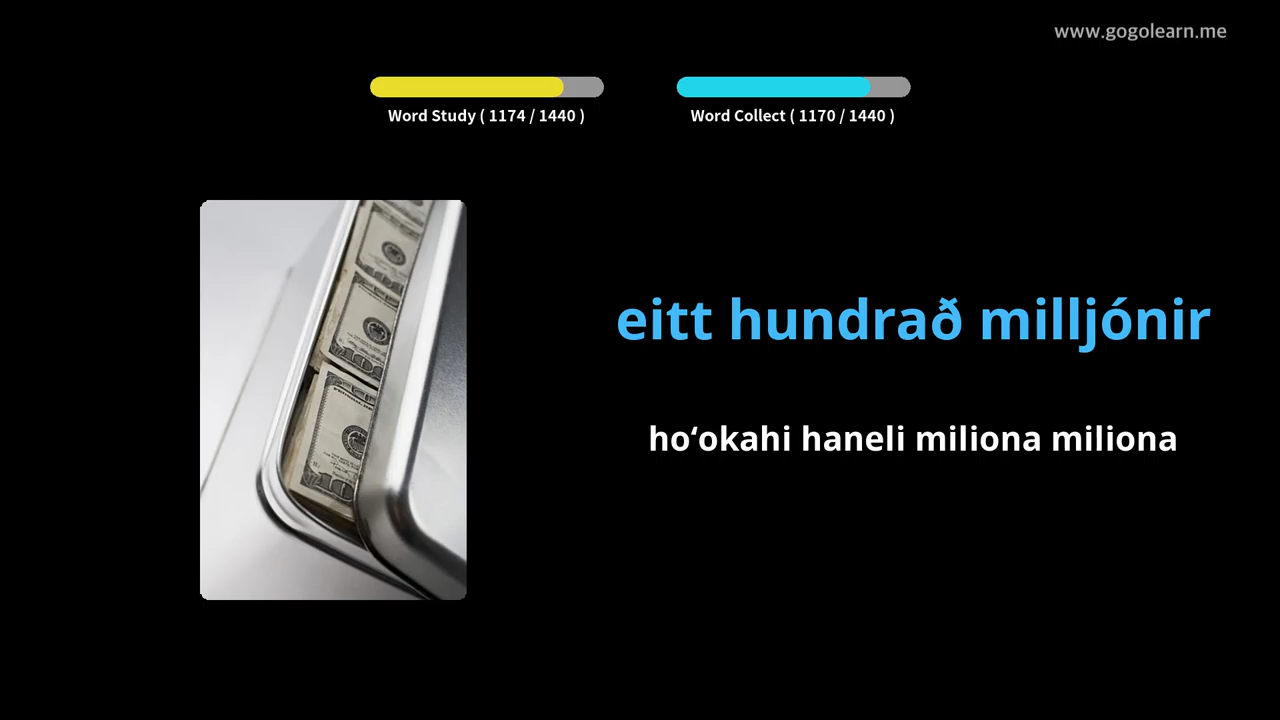 www.gogolearn.me
Word Study ( 1174 / 1440 )
Word Collect ( 1170 / 1440 )
eitt hundrað milljónir
hoʻokahi haneli miliona miliona